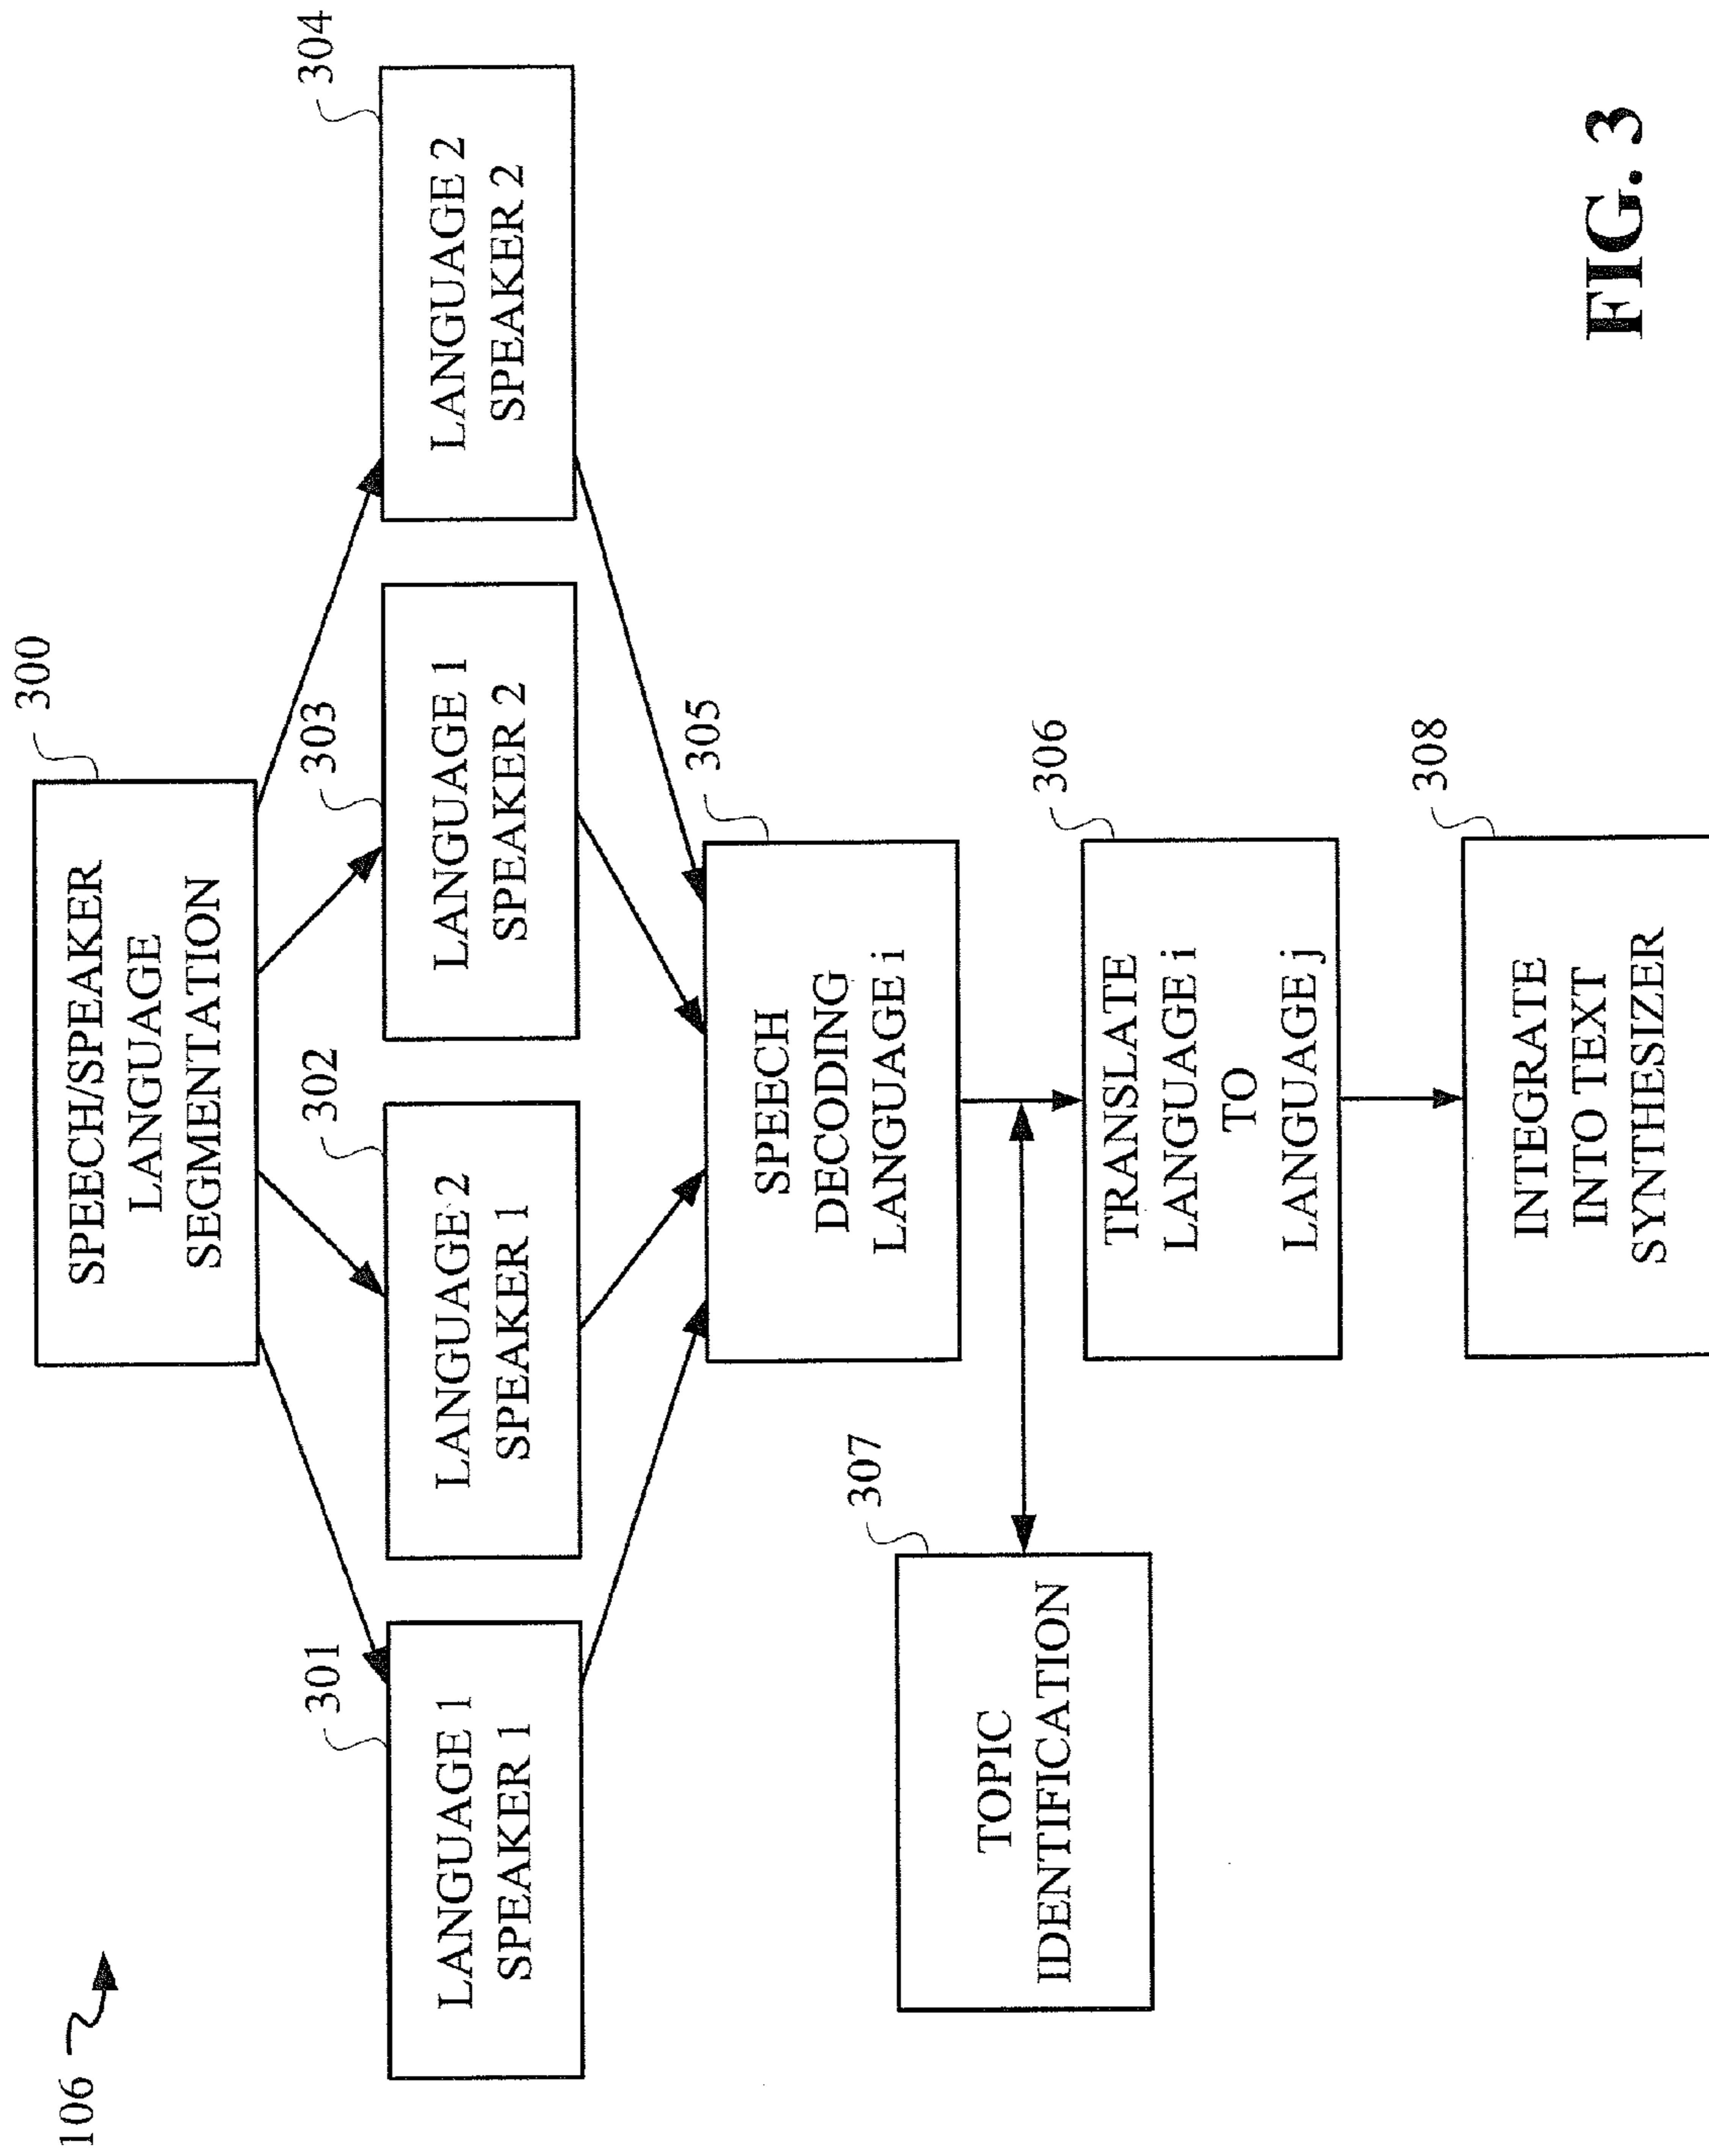 106
300
SPEECH/SPEAKER
LANGUAGE
SEGMENTATION
301
LANGUAGE 1
SPEAKER 1
302
LANGUAGE 2
SPEAKER 1
303
LANGUAGE 1
SPEAKER 2
304
LANGUAGE 2
SPEAKER 2
305
SPEECH
DECODING
LANGUAGE i
307
TOPIC
IDENTIFICATION
306
TRANSLATE
LANGUAGE i
TO
LANGUAGE j
308
INTEGRATE
INTO TEXT
SYNTHESIZER
FIG. 3